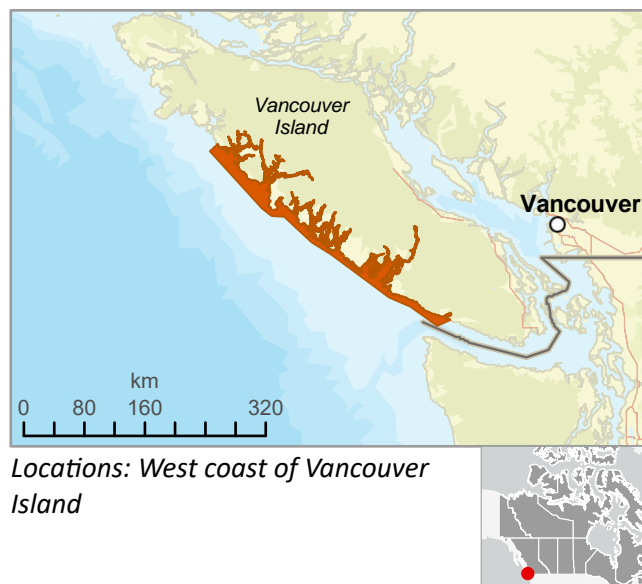 Vancouver
Island
Vancouver
km
0 80 160 320
Locations: West coast of Vancouver
Island